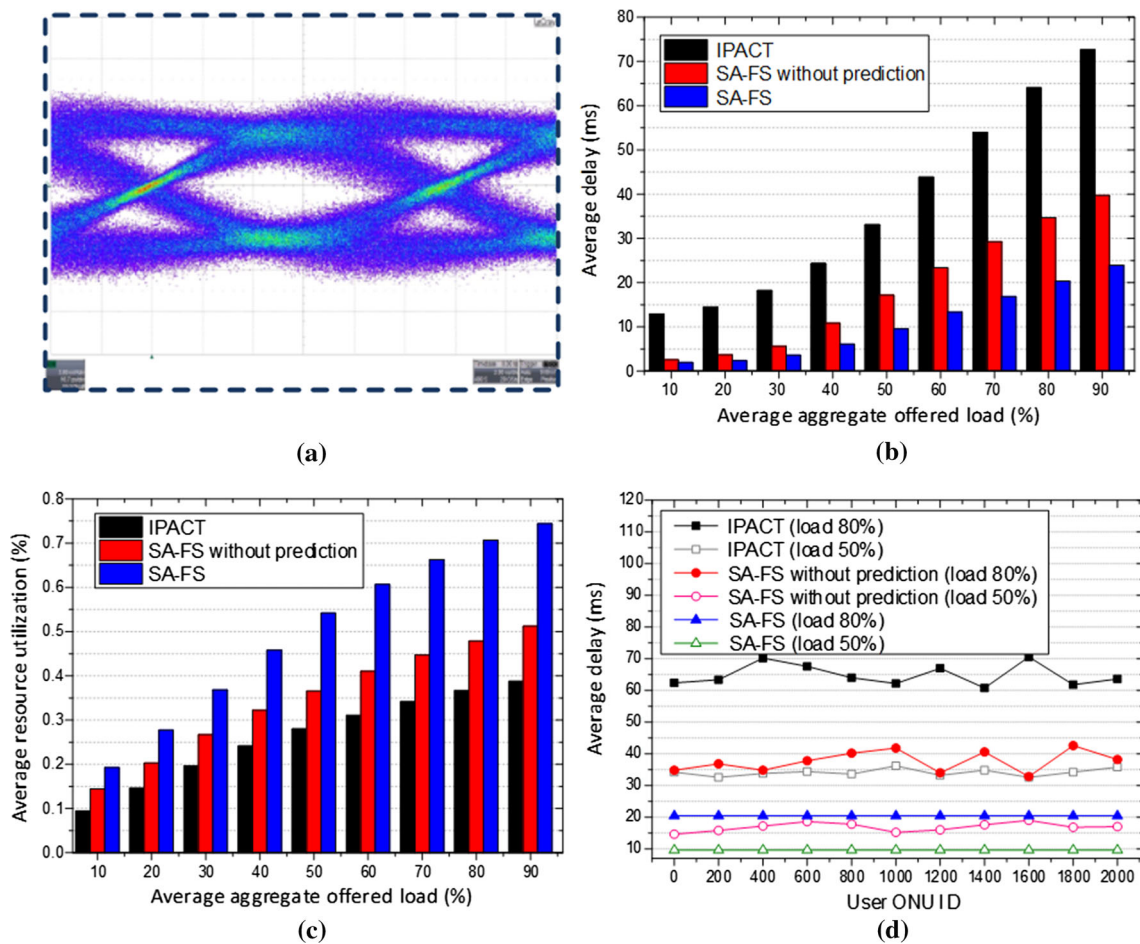 (a)
80
70
60
50
40
30
20
10
0
Average delay (ms)
IPACT
SA-FS without prediction
SA-FS
10 20 30 40 50 60 70 80 90
Average aggregate offered load (%)
(b)
0.8
0.7
0.6
0.5
0.4
0.3
0.2
0.1
0.0
Average resource utilization (%)
IPACT
SA-FS without prediction
SA-FS
10 20 30 40 50 60 70 80 90
Average aggregate offered load (%)
(c)
120
110
100
90
80
70
60
50
40
30
20
10
Average delay (ms)
IPACT (load 80%)
IPACT (load 50%)
SA-FS without prediction (load 80%)
SA-FS without prediction (load 50%)
SA-FS (load 80%)
SA-FS (load 50%)
0 200 400 600 800 1000 1200 1400 1600 1800 2000
User ONU ID
(d)